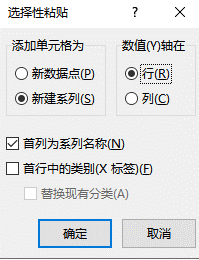 选择性粘贴
添加单元格为
数值(Y)轴在
新数据点(P)
行(R)
新建系列(S)
列(C)
首列为系列名称(N)
首行中的类别(X 标签)(F)
替换现有分类(A)
确定
取消